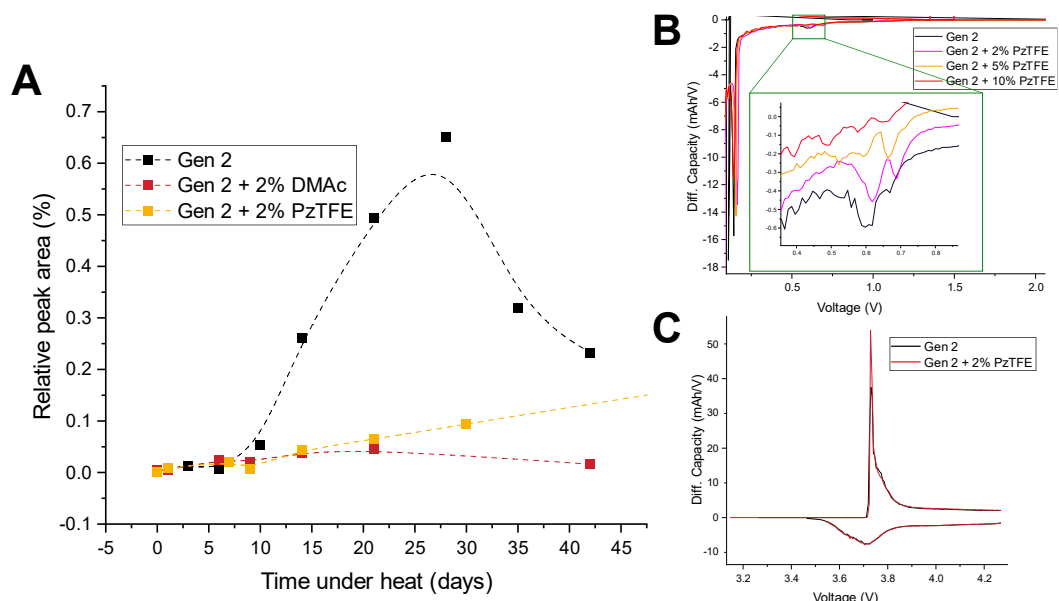 A
Relative peak area (%)
0.7
0.6
0.5
0.4
0.3
0.2
0.1
0.0
-0.1
Gen 2
Gen 2 + 2% DMAc
Gen 2 + 2% PzTFE
-5 0 5 10 15 20 25 30 35 40 45
Time under heat (days)
B
Diff. Capacity (mAh/V)
0
-2
-4
-6
-8
-10
-12
-14
-16
-18
Gen 2
Gen 2 + 2% PzTFE
Gen 2 + 5% PzTFE
Gen 2 + 10% PzTFE
0.0
-0.1
-0.2
-0.3
-0.4
-0.5
-0.6
0.4 0.5 0.6 0.7 0.8
0.5 1.0 1.5 2.0
Voltage (V)
C
Diff. Capacity (mAh/V)
50
40
30
20
10
0
-10
Gen 2
Gen 2 + 2% PzTFE
3.2 3.4 3.6 3.8 4.0 4.2
Voltage (V)